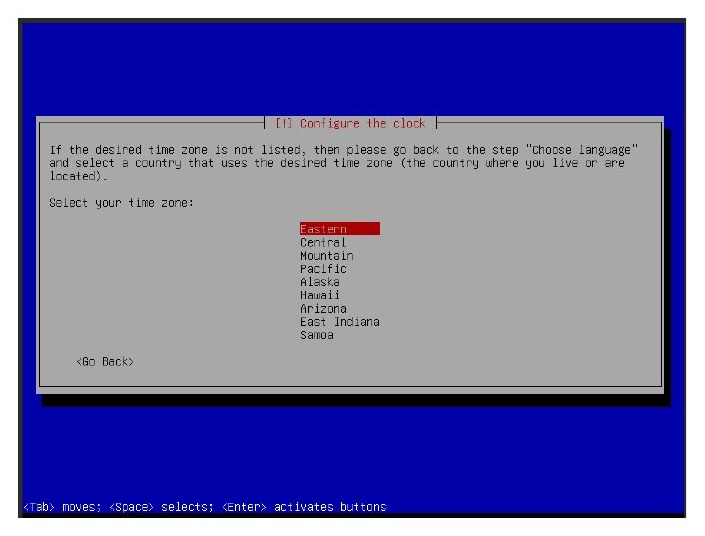 [!] Configure the clock
If the desired time zone is not listed, then please go back to the step "Choose language"
and select a country that uses the desired time zone (the country where you live or are
located).
Select your time zone:
Eastern
Central
Mountain
Pacific
Alaska
Hawaii
Arizona
East Indiana
Samoa
<Go Back>
<Tab> moves; <Space> selects; <Enter> activates buttons